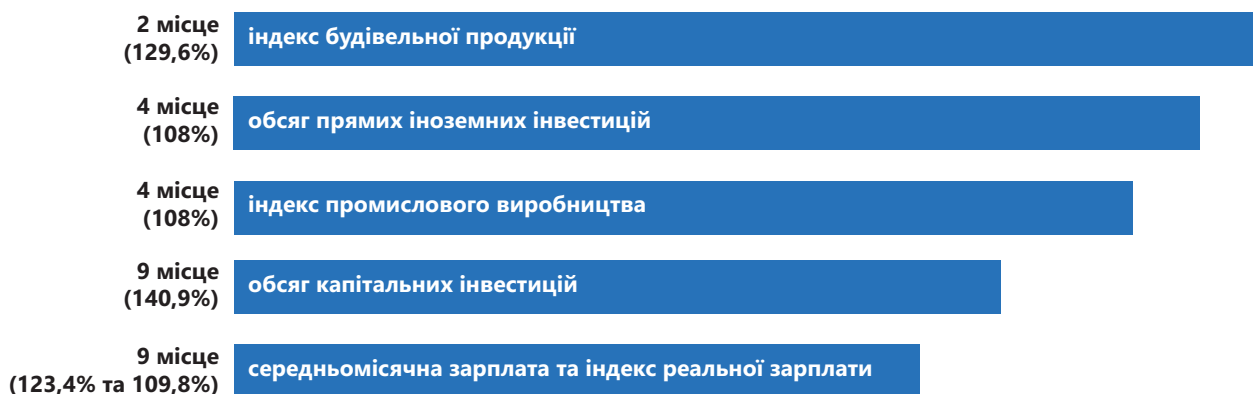 2 місце
(129,6%)
індекс будівельної продукції
4 місце
(108%)
обсяг прямих іноземних інвестицій
4 місце
(108%)
індекс промислового виробництва
9 місце
(140,9%)
обсяг капітальних інвестицій
9 місце
(123,4% та 109,8%)
середньомісячна зарплата та індекс реальної зарплати